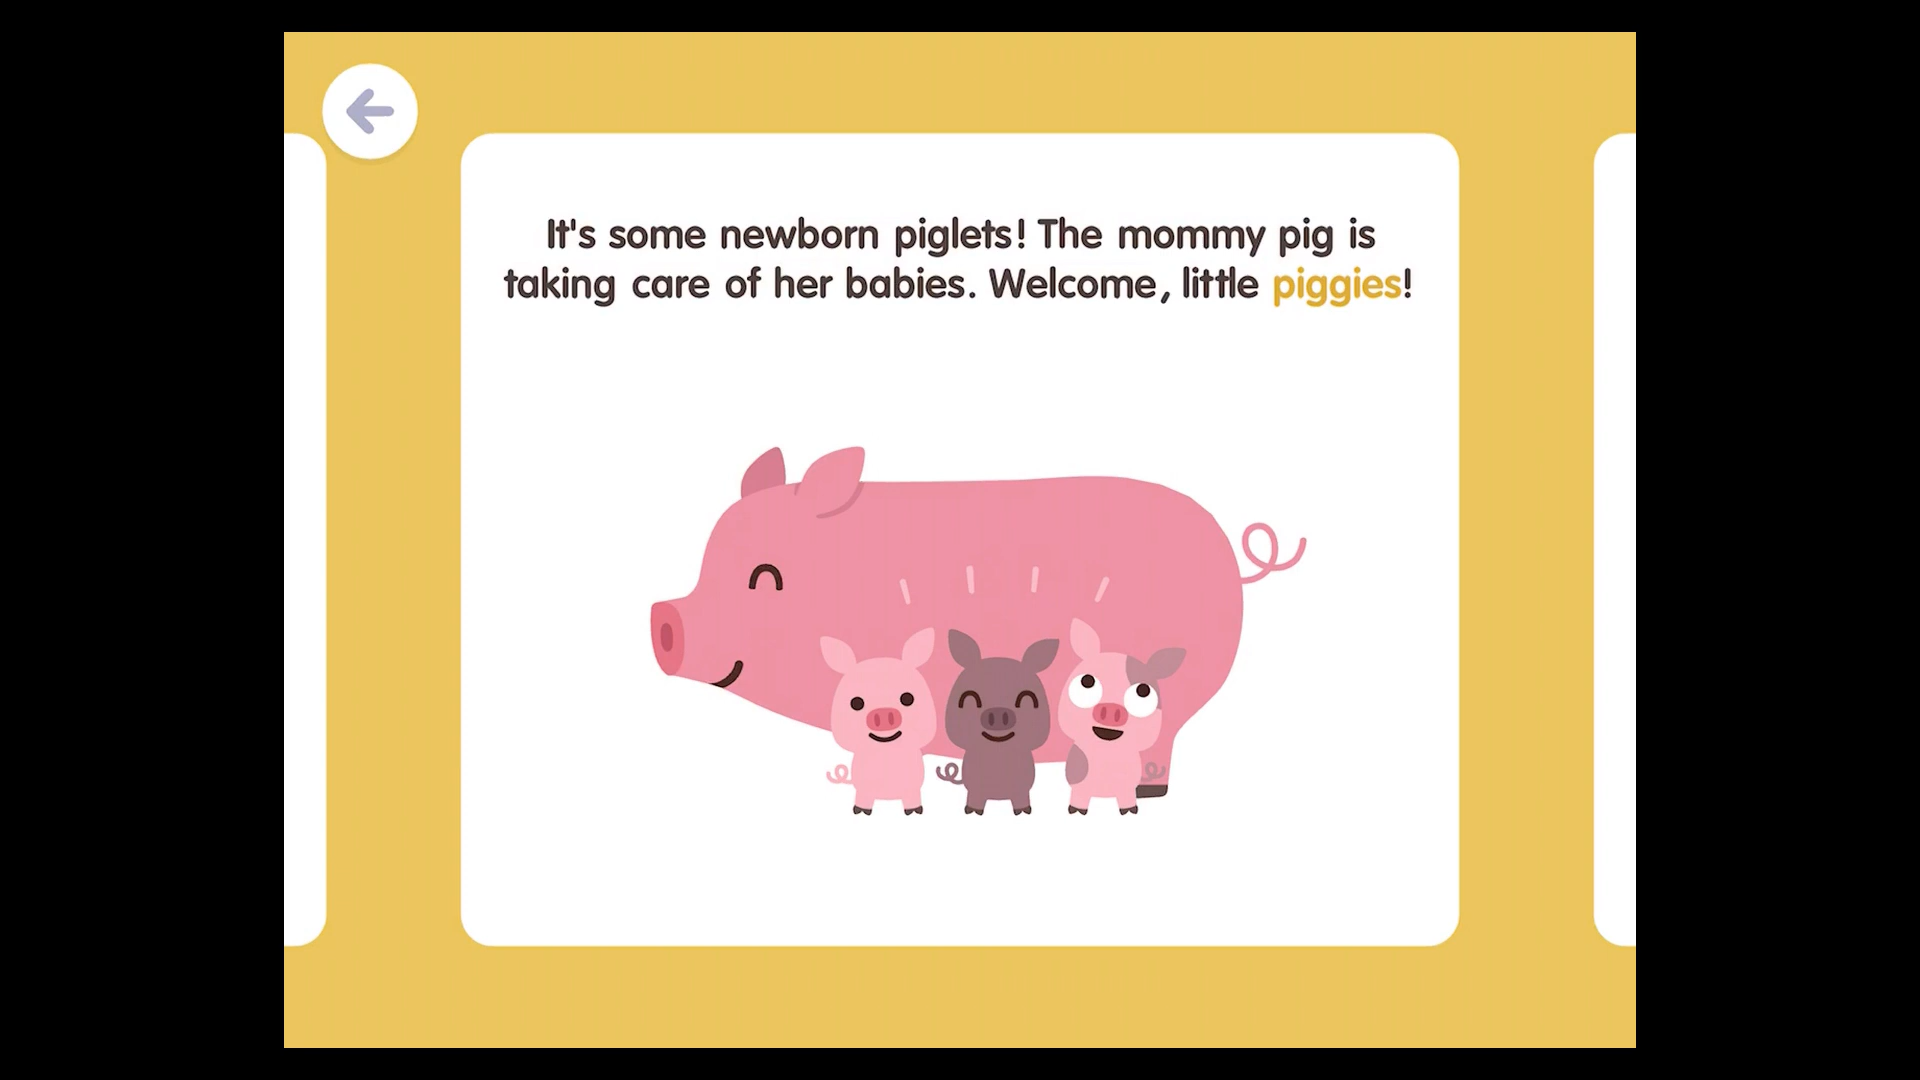 It's some newborn piglets! The mommy pig is
taking care of her babies. Welcome, little piggies!